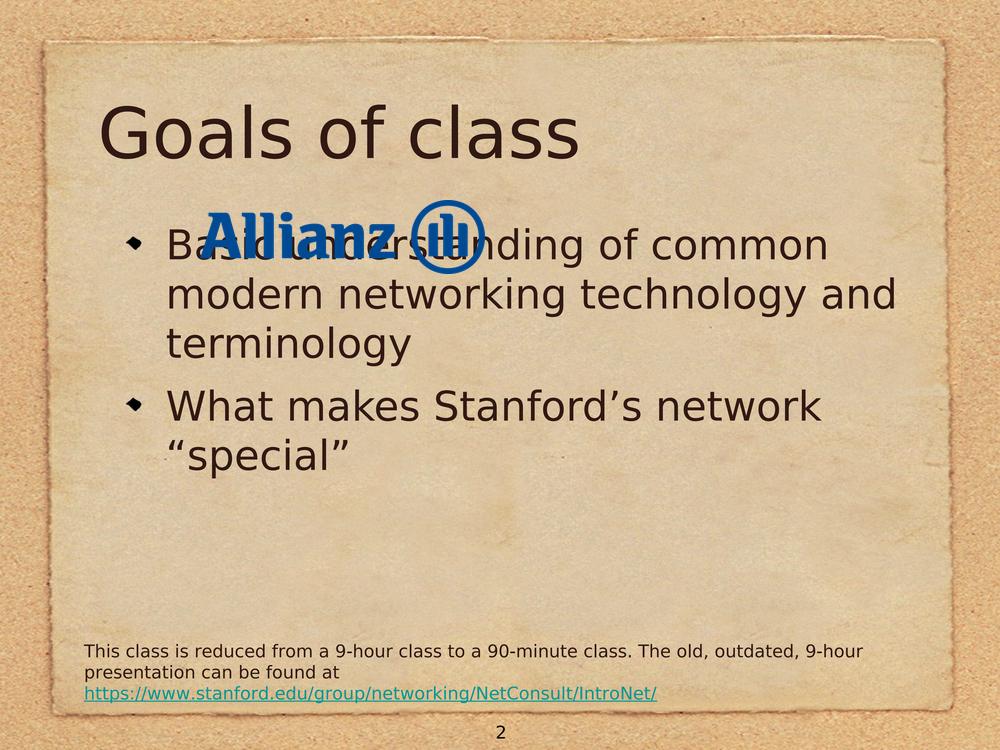 Goals of class
Allianz
Basic understanding of common
modern networking technology and
terminology
What makes Stanford’s network
“special”
This class is reduced from a 9-hour class to a 90-minute class. The old, outdated, 9-hour
presentation can be found at
https://www.stanford.edu/group/networking/NetConsult/IntroNet/
2